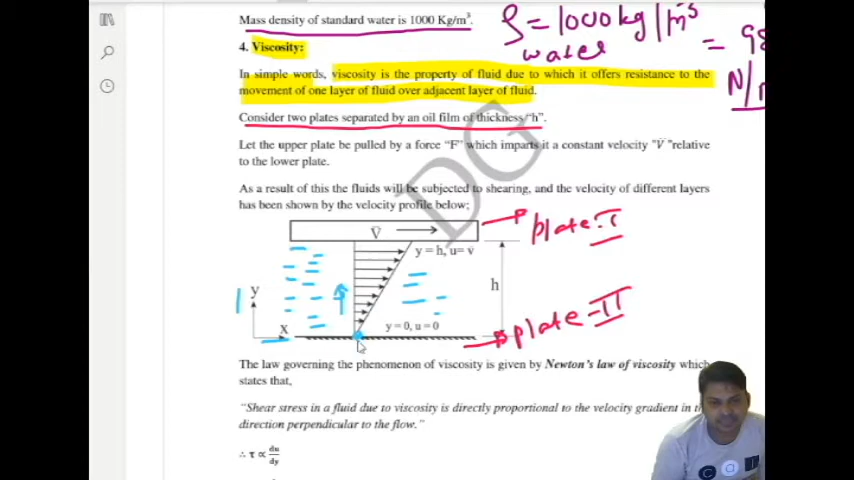 Mass density of standard water is 1000 Kg/m³.
ρ = 1000 kg/m³
water
= 98
N/m
4. Viscosity:
In simple words, viscosity is the property of fluid due to which it offers resistance to the
movement of one layer of fluid over adjacent layer of fluid.
Consider two plates separated by an oil film of thickness "h".
Let the upper plate be pulled by a force "F" which imparts it a constant velocity "V̄ "relative
to the lower plate.
As a result of this the fluids will be subjected to shearing, and the velocity of different layers
has been shown by the velocity profile below;
V̄
plate-I
y = h, u= v
h
y
x
y = 0, u = 0
plate-II
The law governing the phenomenon of viscosity is given by Newton's law of viscosity which
states that,
"Shear stress in a fluid due to viscosity is directly proportional to the velocity gradient in
direction perpendicular to the flow."
∴ τ ∝ du/dy
DG